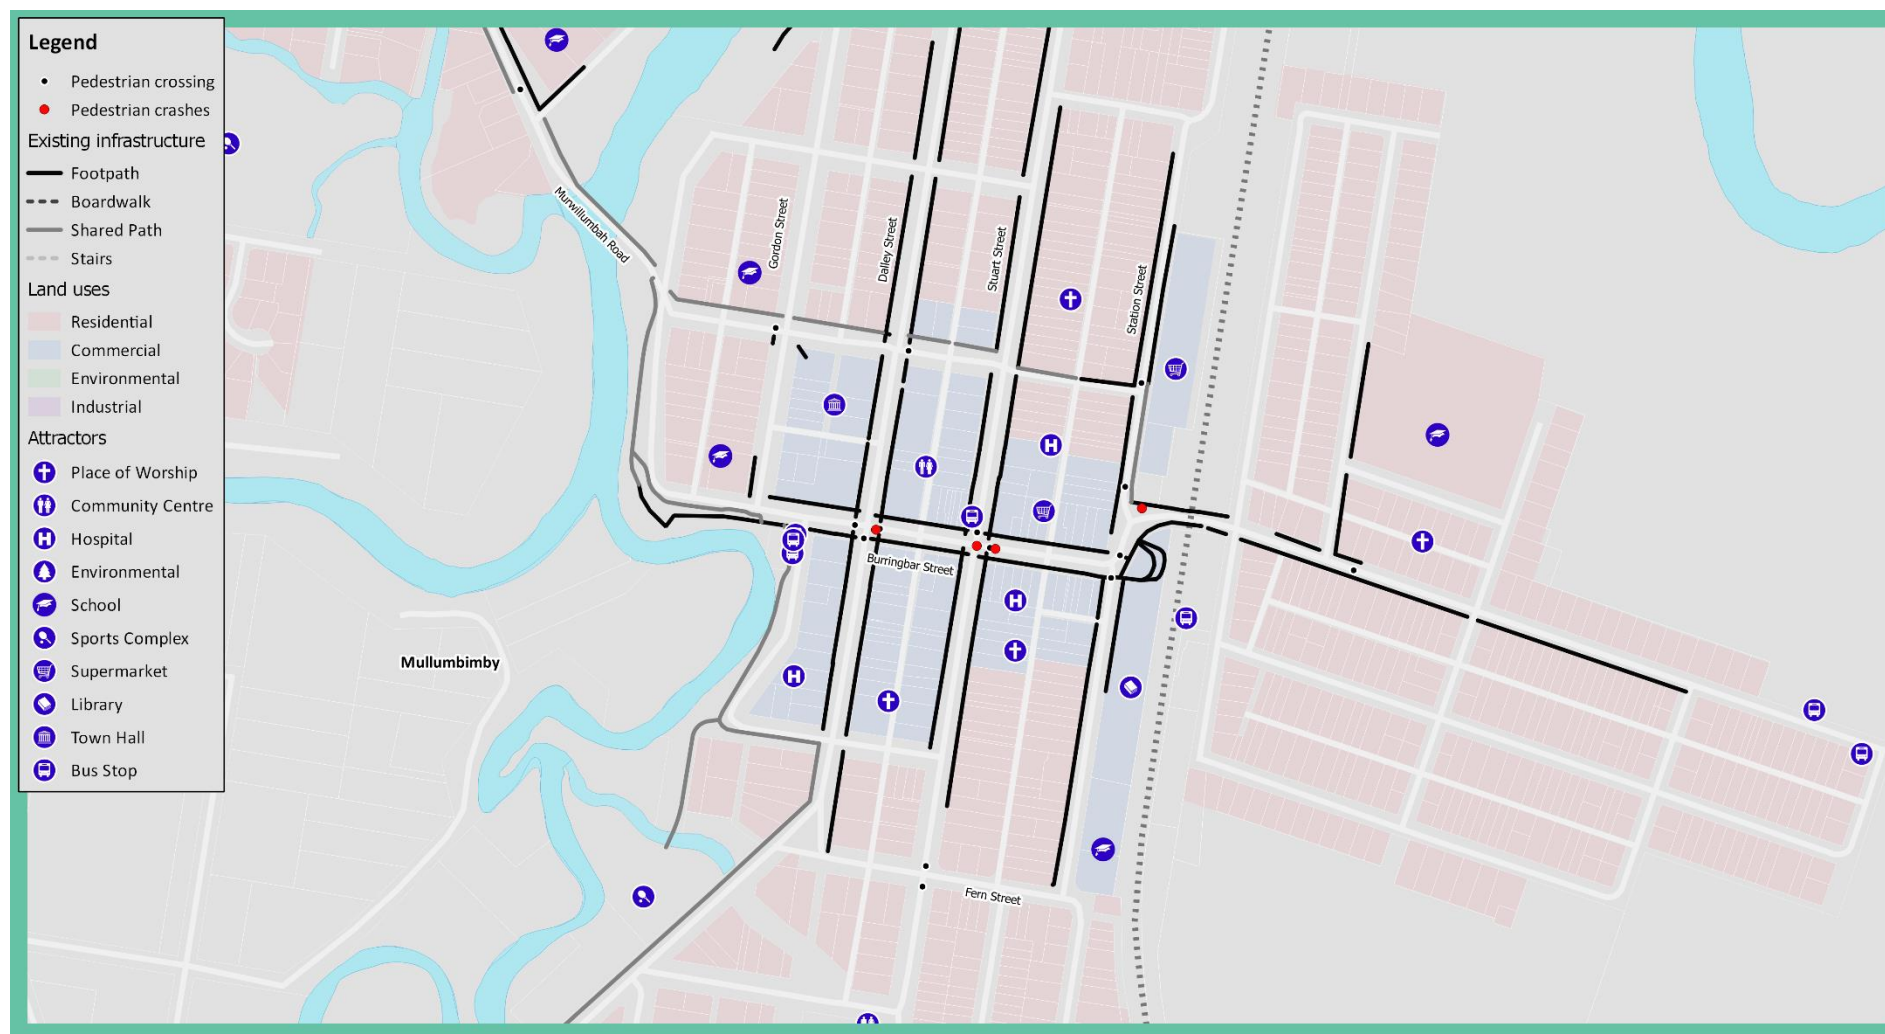 Legend
Pedestrian crossing
Pedestrian crashes
Existing infrastructure
Footpath
Boardwalk
Shared Path
Stairs
Land uses
Residential
Commercial
Environmental
Industrial
Attractors
Place of Worship
Community Centre
Hospital
Environmental
School
Sports Complex
Supermarket
Library
Town Hall
Bus Stop
Murwillumbah Road
Gordon Street
Dalley Street
Stuart Street
Station Street
H
Burringbar Street
H
Mullumbimby
H
Fern Street
H